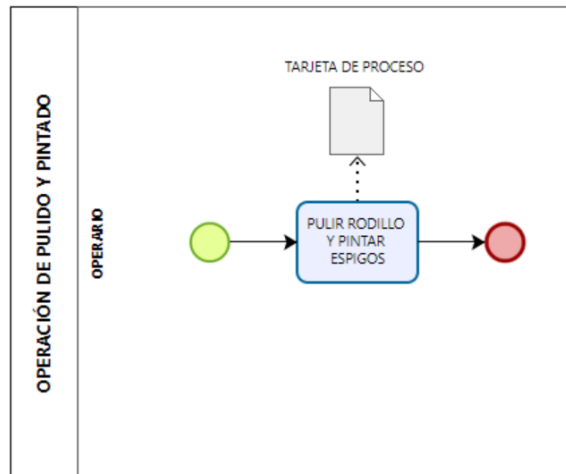 OPERACIÓN DE PULIDO Y PINTADO
OPERARIO
TARJETA DE PROCESO
PULIR RODILLO
Y PINTAR
ESPIGOS